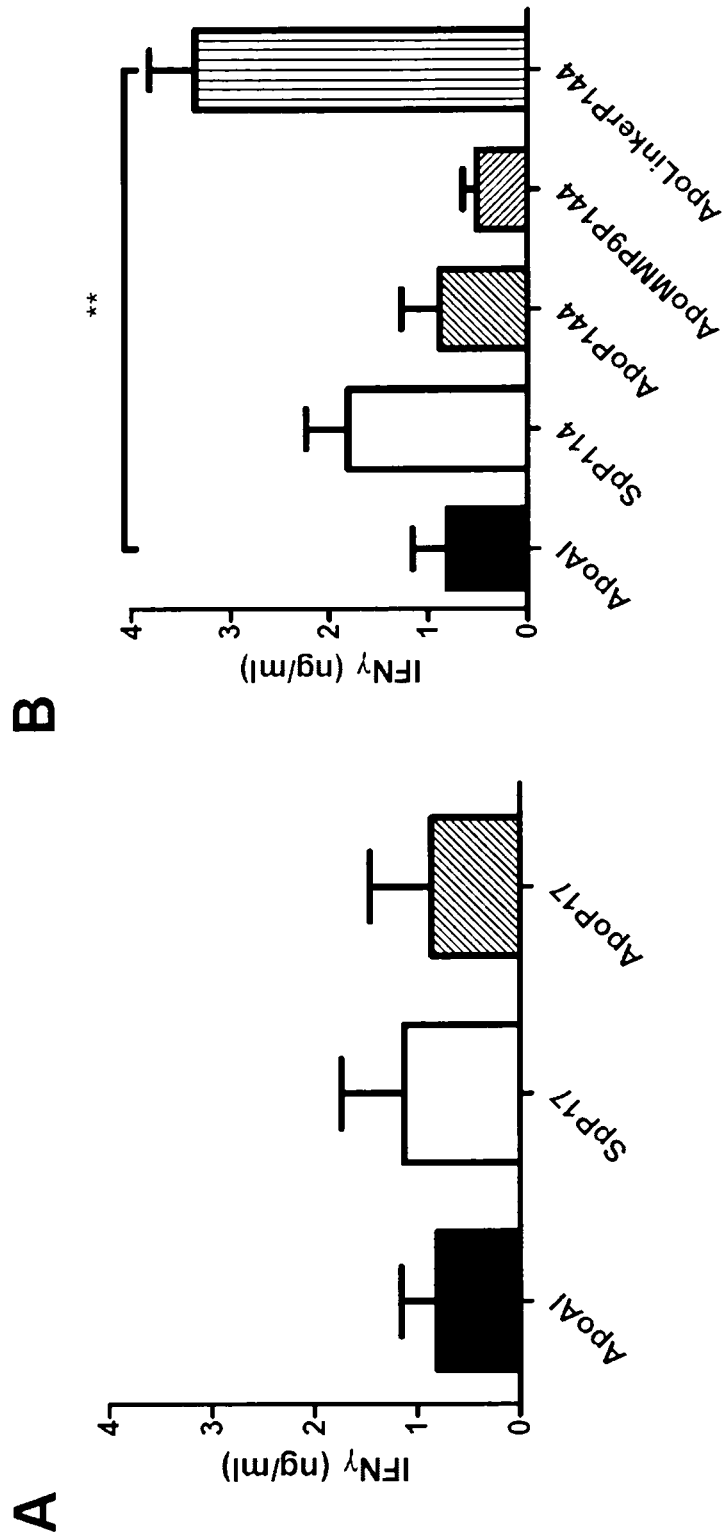 A
IFNγ (ng/ml)
4
3
2
1
0
ApoAI
SpP17
ApoP17
B
IFNγ (ng/ml)
4
3
2
1
0
**
ApoAI
SpP114
ApoP144
ApoMMPgP144
ApoLinkerP144